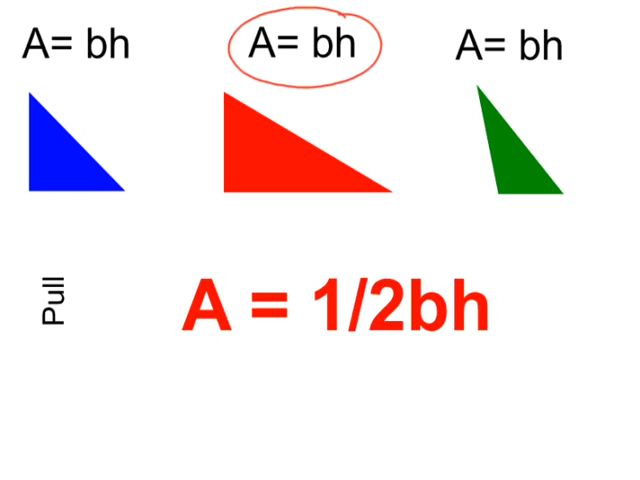 A= bh
A= bh
A= bh
Pull
A = 1/2bh